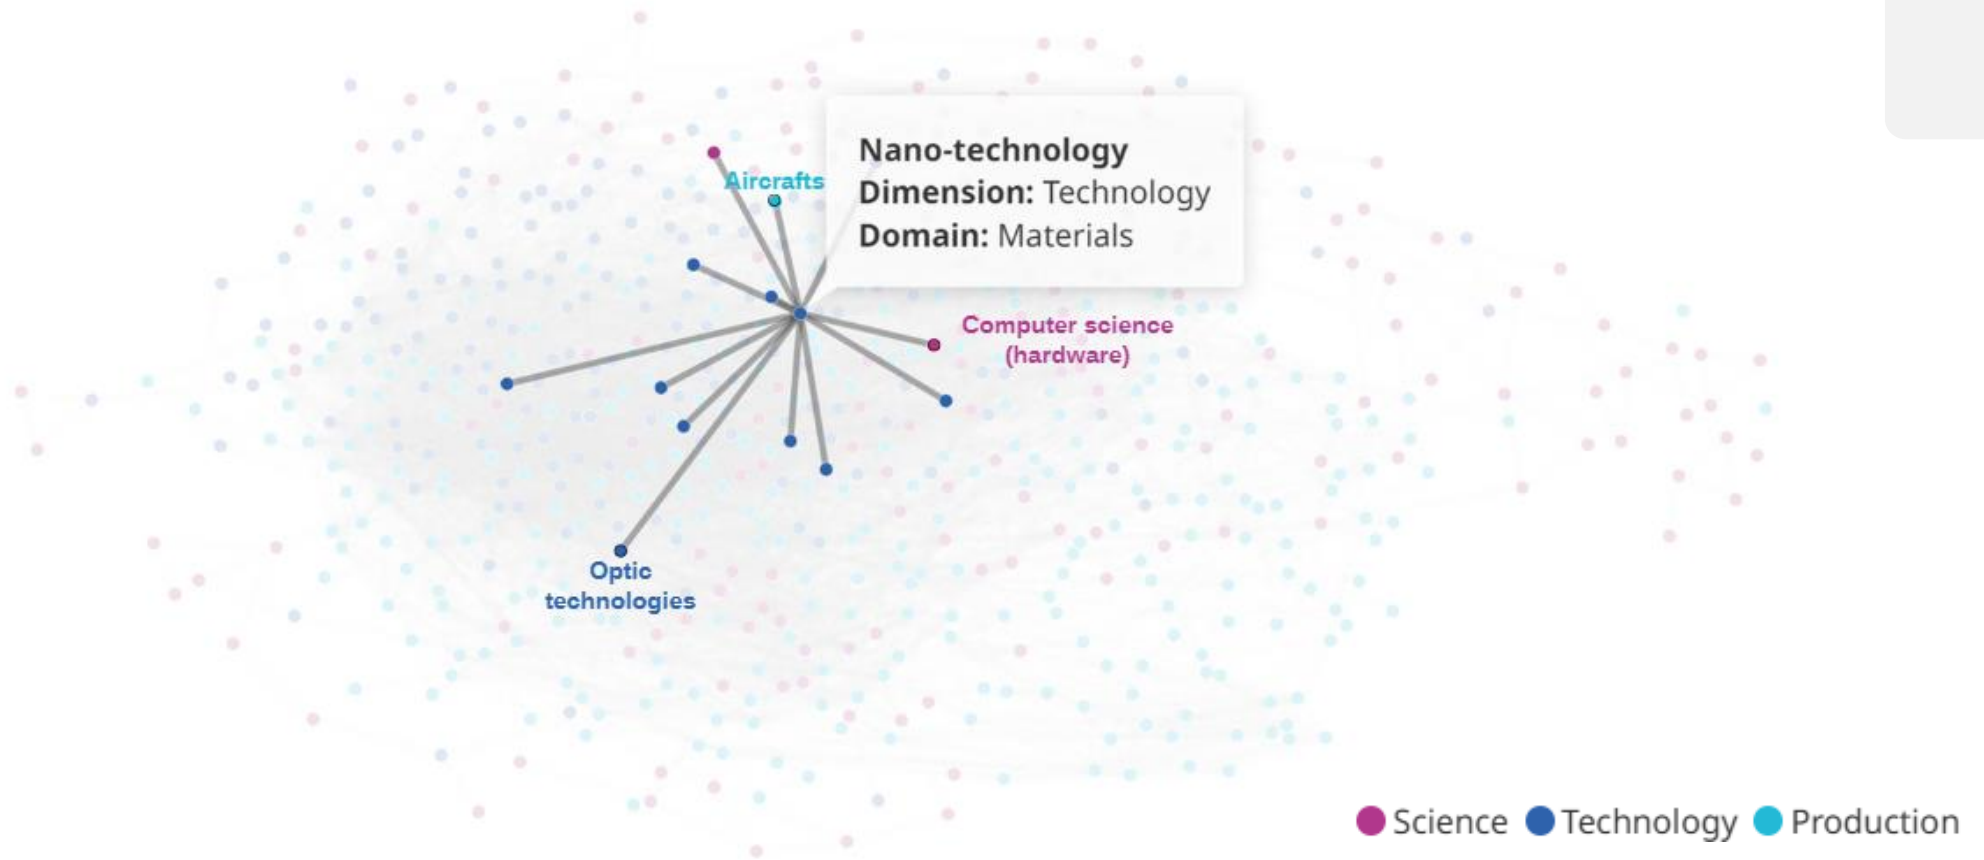 Nano-technology
Dimension: Technology
Domain: Materials
Aircrafts
Computer science
(hardware)
Optic
technologies
Science
Technology
Production